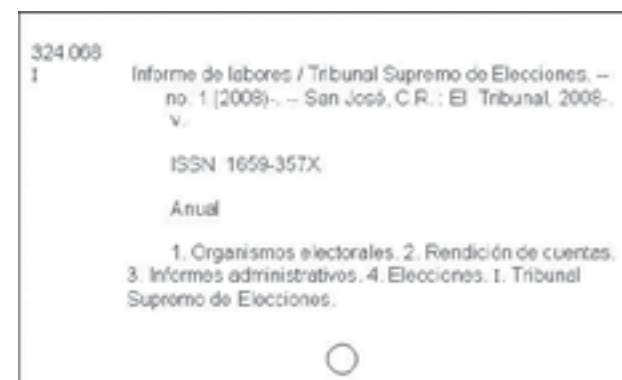 324.068
I
Informe de labores / Tribunal Supremo de Elecciones. --
no. 1 (2008)-. -- San José, C.R. : El Tribunal, 2008-.
v.
ISSN 1659-357X
Anual
1. Organismos electorales. 2. Rendición de cuentas.
3. Informes administrativos. 4. Elecciones. I. Tribunal
Supremo de Elecciones.